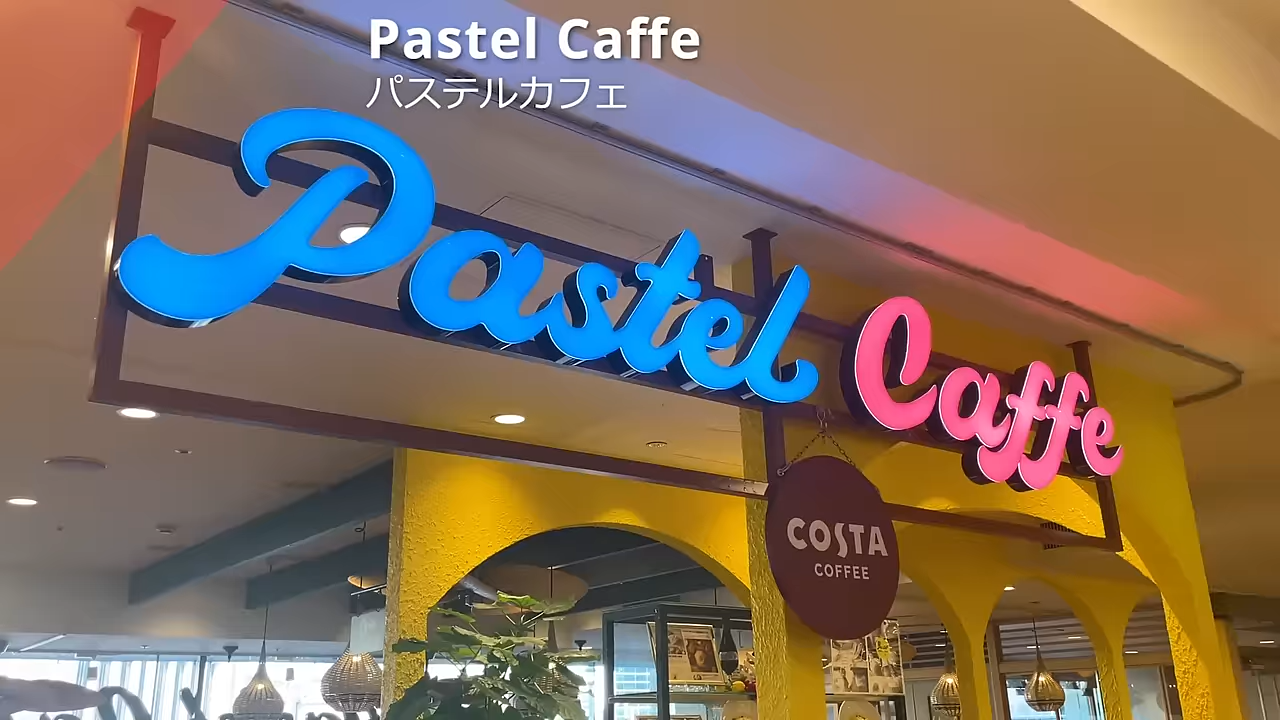 Pastel Caffe
パステルカフェ
Pastel Caffe
COSTA
COFFEE